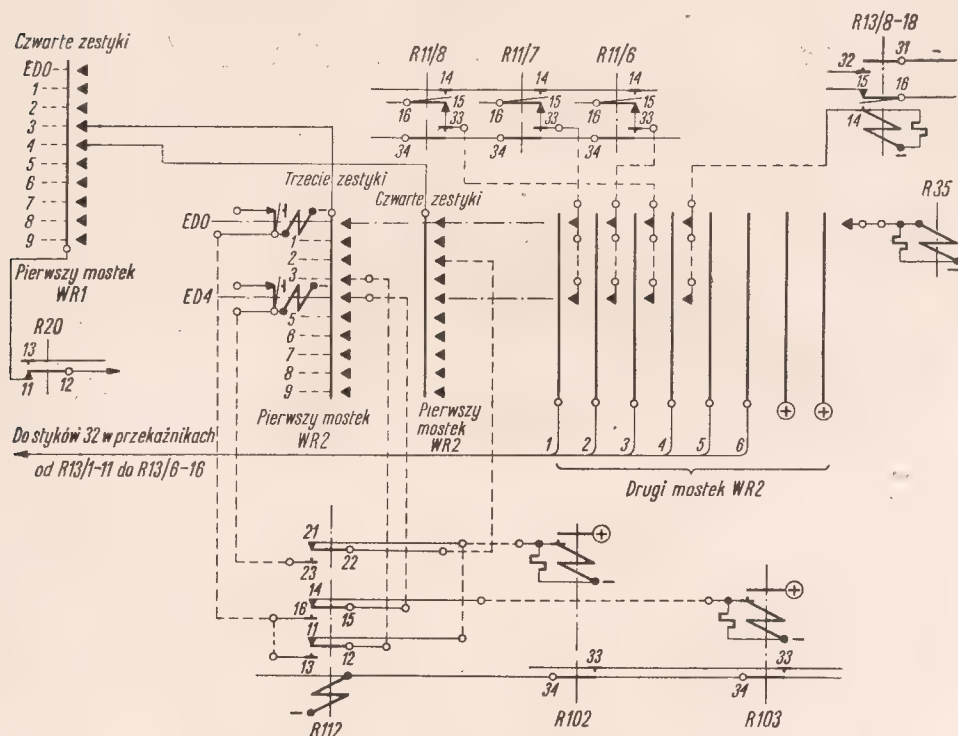 Czwarte zestyki
ED0
1
2
3
4
5
6
7
8
9
Pierwszy mostek
WR1
R20
13
11
12
R11/8
R11/7
R11/6
14
14
14
16
15
16
15
16
15
33
33
33
34
34
34
R13/8-18
31
-
32
15
16
14
-
R35
-
Trzecie zestyki
Czwarte zestyki
ED0
-
1
2
3
ED4
-
5
6
7
8
9
Pierwszy mostek
WR2
Pierwszy
mostek
WR2
Do styków 32 w przekaźnikach
od R13/1-11 do R13/6-16
1
2
3
4
5
6
+
+
Drugi mostek WR2
21
22
23
14
16
15
11
12
13
-
R112
+
-
34
33
R102
+
-
34
33
R103